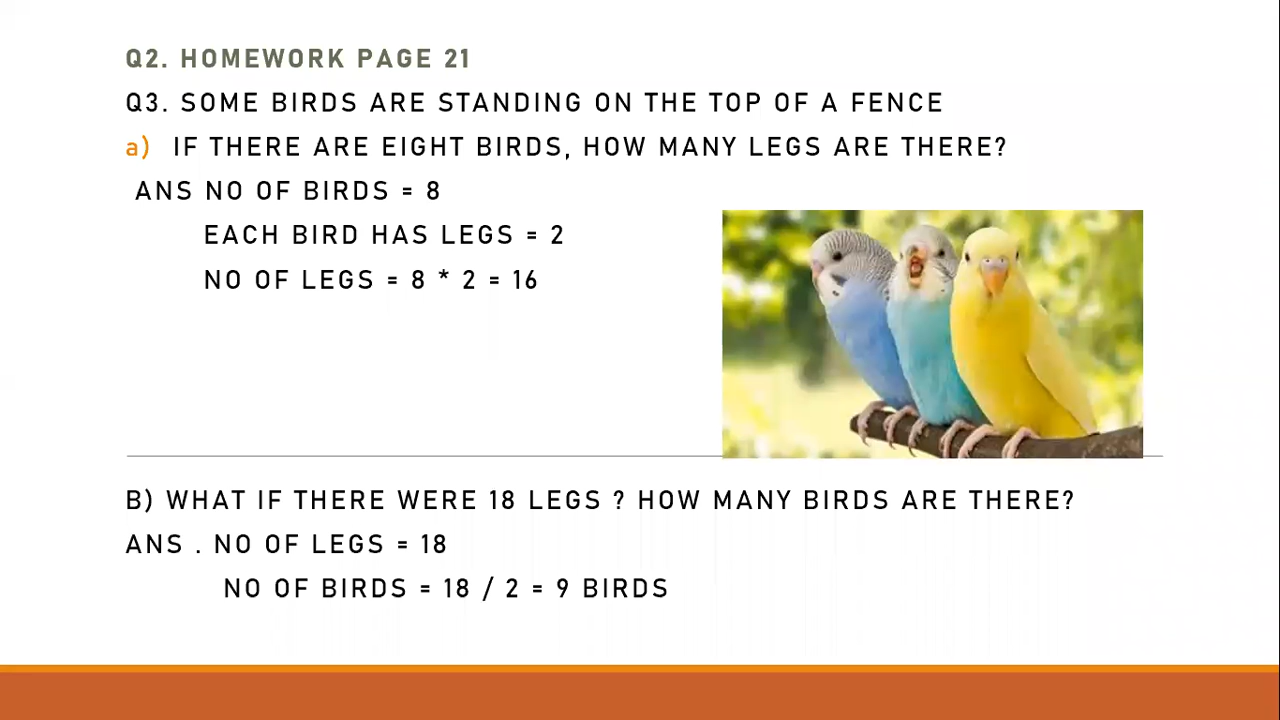 Q2. HOMEWORK PAGE 21
Q3. SOME BIRDS ARE STANDING ON THE TOP OF A FENCE
a) IF THERE ARE EIGHT BIRDS, HOW MANY LEGS ARE THERE?
ANS NO OF BIRDS = 8
EACH BIRD HAS LEGS = 2
NO OF LEGS = 8 * 2 = 16
B) WHAT IF THERE WERE 18 LEGS ? HOW MANY BIRDS ARE THERE?
ANS . NO OF LEGS = 18
NO OF BIRDS = 18 / 2 = 9 BIRDS